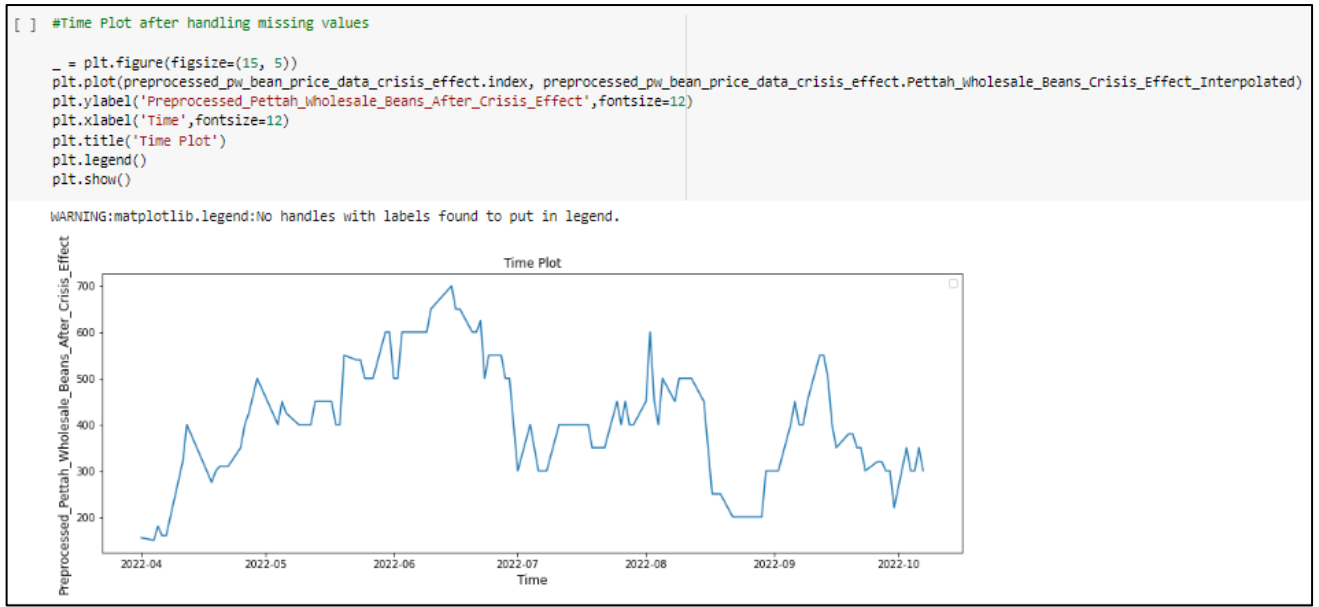 [ ] #Time Plot after handling missing values
_ = plt.figure(figsize=(15, 5))
plt.plot(preprocessed_pw_bean_price_data_crisis_effect.index, preprocessed_pw_bean_price_data_crisis_effect.Pettah_Wholesale_Beans_Crisis_Effect_Interpolated)
plt.ylabel('Preprocessed_Pettah_Wholesale_Beans_After_Crisis_Effect',fontsize=12)
plt.xlabel('Time',fontsize=12)
plt.title('Time Plot')
plt.legend()
plt.show()
WARNING:matplotlib.legend:No handles with labels found to put in legend.
Time Plot
Preprocessed_Pettah_Wholesale_Beans_After_Crisis_Effect
700
600
500
400
300
200
2022-04 2022-05 2022-06 2022-07 2022-08 2022-09 2022-10
Time